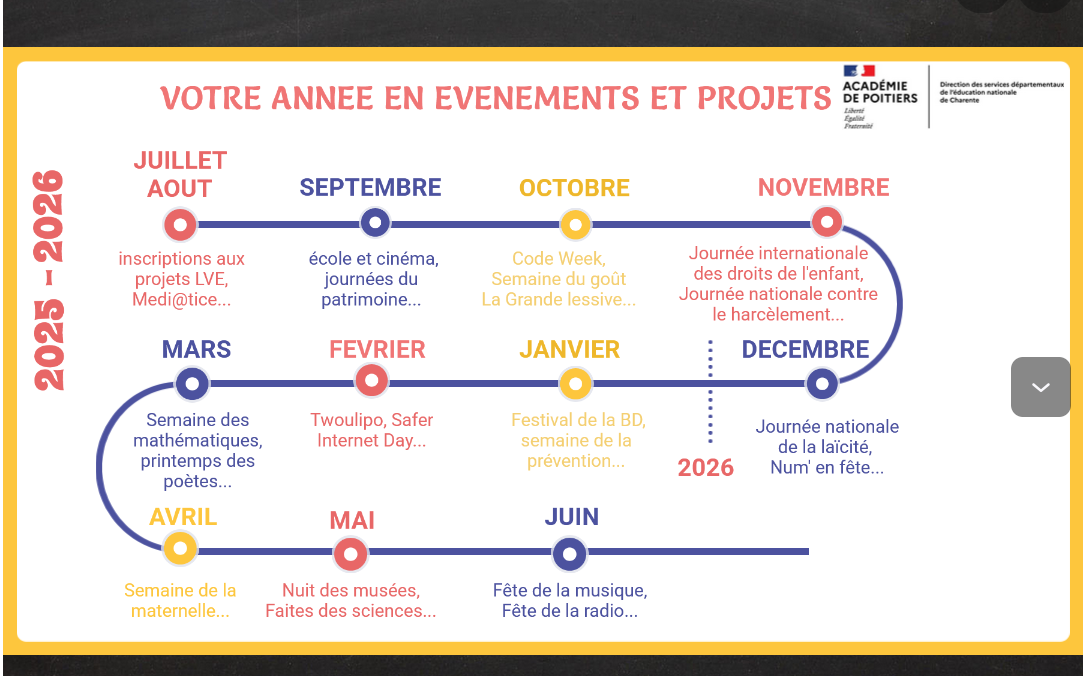 VOTRE ANNEE EN EVENEMENTS ET PROJETS
ACADÉMIE
DE POITIERS
Liberté
Égalité
Fraternité
Direction des services départementaux
de l'éducation nationale
de Charente
2025 - 2026
JUILLET
AOUT
inscriptions aux
projets LVE,
Medi@tice...
SEPTEMBRE
école et cinéma,
journées du
patrimoine...
OCTOBRE
Code Week,
Semaine du goût
La Grande lessive...
NOVEMBRE
Journée internationale
des droits de l'enfant,
Journée nationale contre
le harcèlement...
DECEMBRE
Journée nationale
de la laïcité,
Num' en fête...
2026
JANVIER
Festival de la BD,
semaine de la
prévention...
FEVRIER
Twoulipo, Safer
Internet Day...
MARS
Semaine des
mathématiques,
printemps des
poètes...
AVRIL
Semaine de la
maternelle...
MAI
Nuit des musées,
Faites des sciences...
JUIN
Fête de la musique,
Fête de la radio...